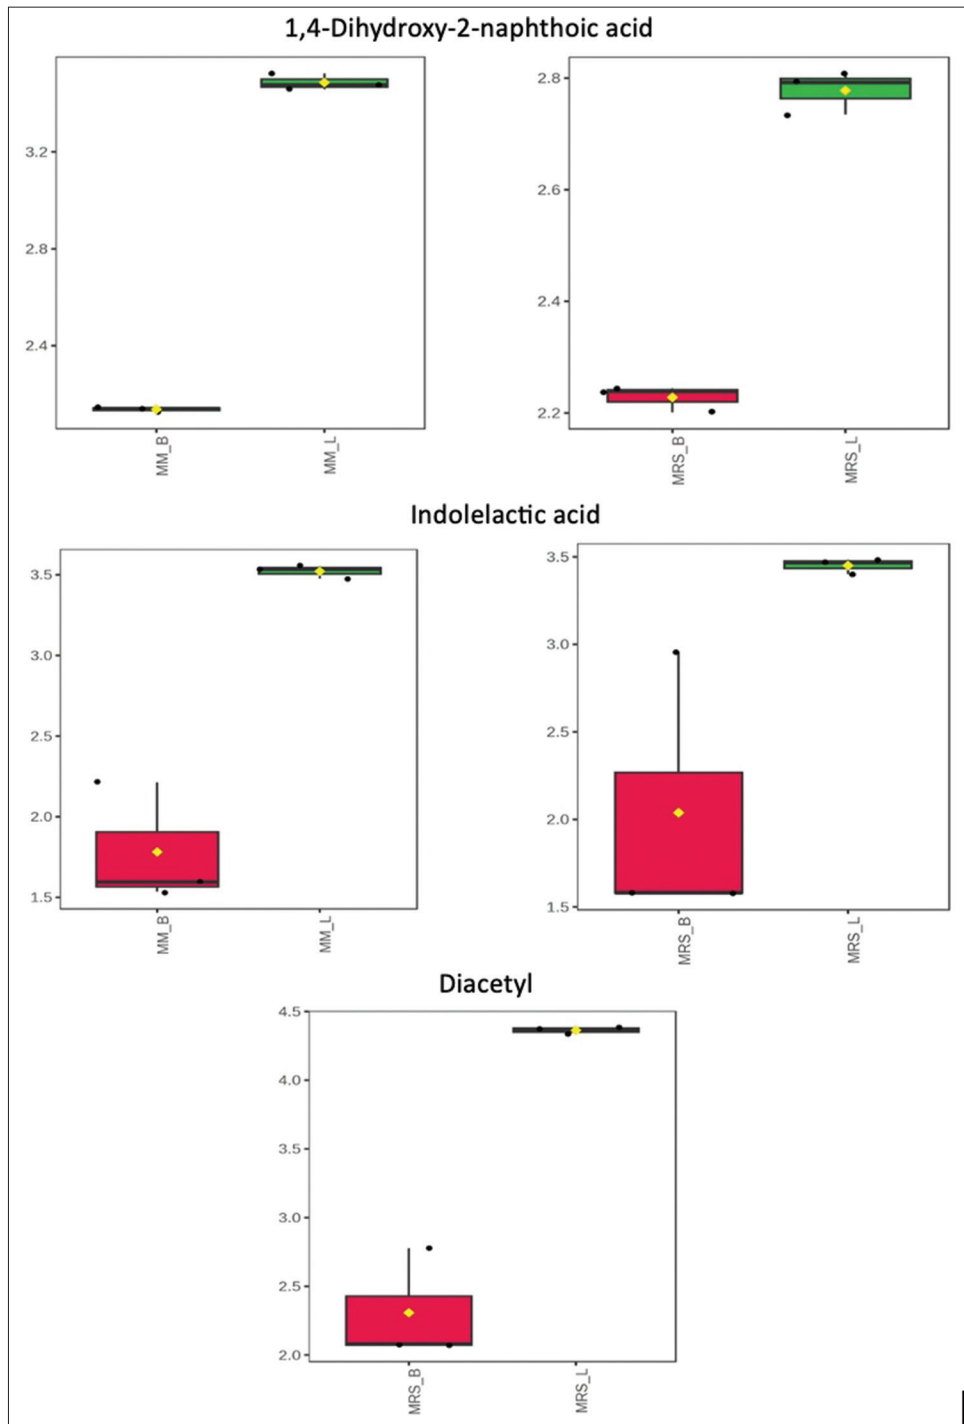 1,4-Dihydroxy-2-naphthoic acid
3.2
2.8
2.4
MM_B
MM_L
2.8
2.6
2.4
2.2
MRS_B
MRS_L
Indolelactic acid
3.5
3.0
2.5
2.0
1.5
MM_B
MM_L
3.5
3.0
2.5
2.0
1.5
MRS_B
MRS_L
Diacetyl
4.5
4.0
3.5
3.0
2.5
2.0
MRS_B
MRS_L